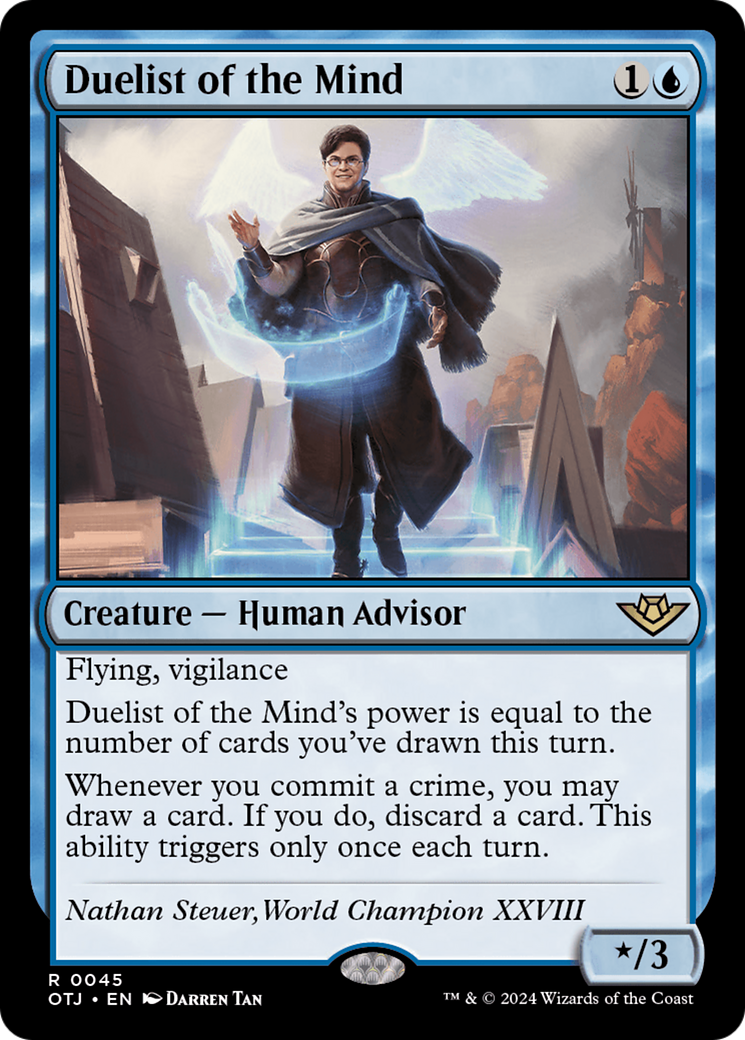 Duelist of the Mind 1
Creature — Human Advisor
Flying, vigilance
Duelist of the Mind's power is equal to the
number of cards you've drawn this turn.
Whenever you commit a crime, you may
draw a card. If you do, discard a card. This
ability triggers only once each turn.
Nathan Steuer, World Champion XXVIII
★/3
R 0045
OTJ • EN Darren Tan
™ & © 2024 Wizards of the Coast